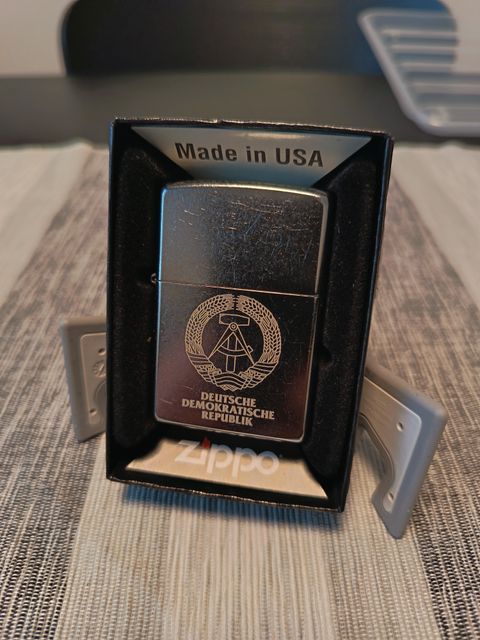 Made in USA
DEUTSCHE
DEMOKRATISCHE
REPUBLIK
zippo